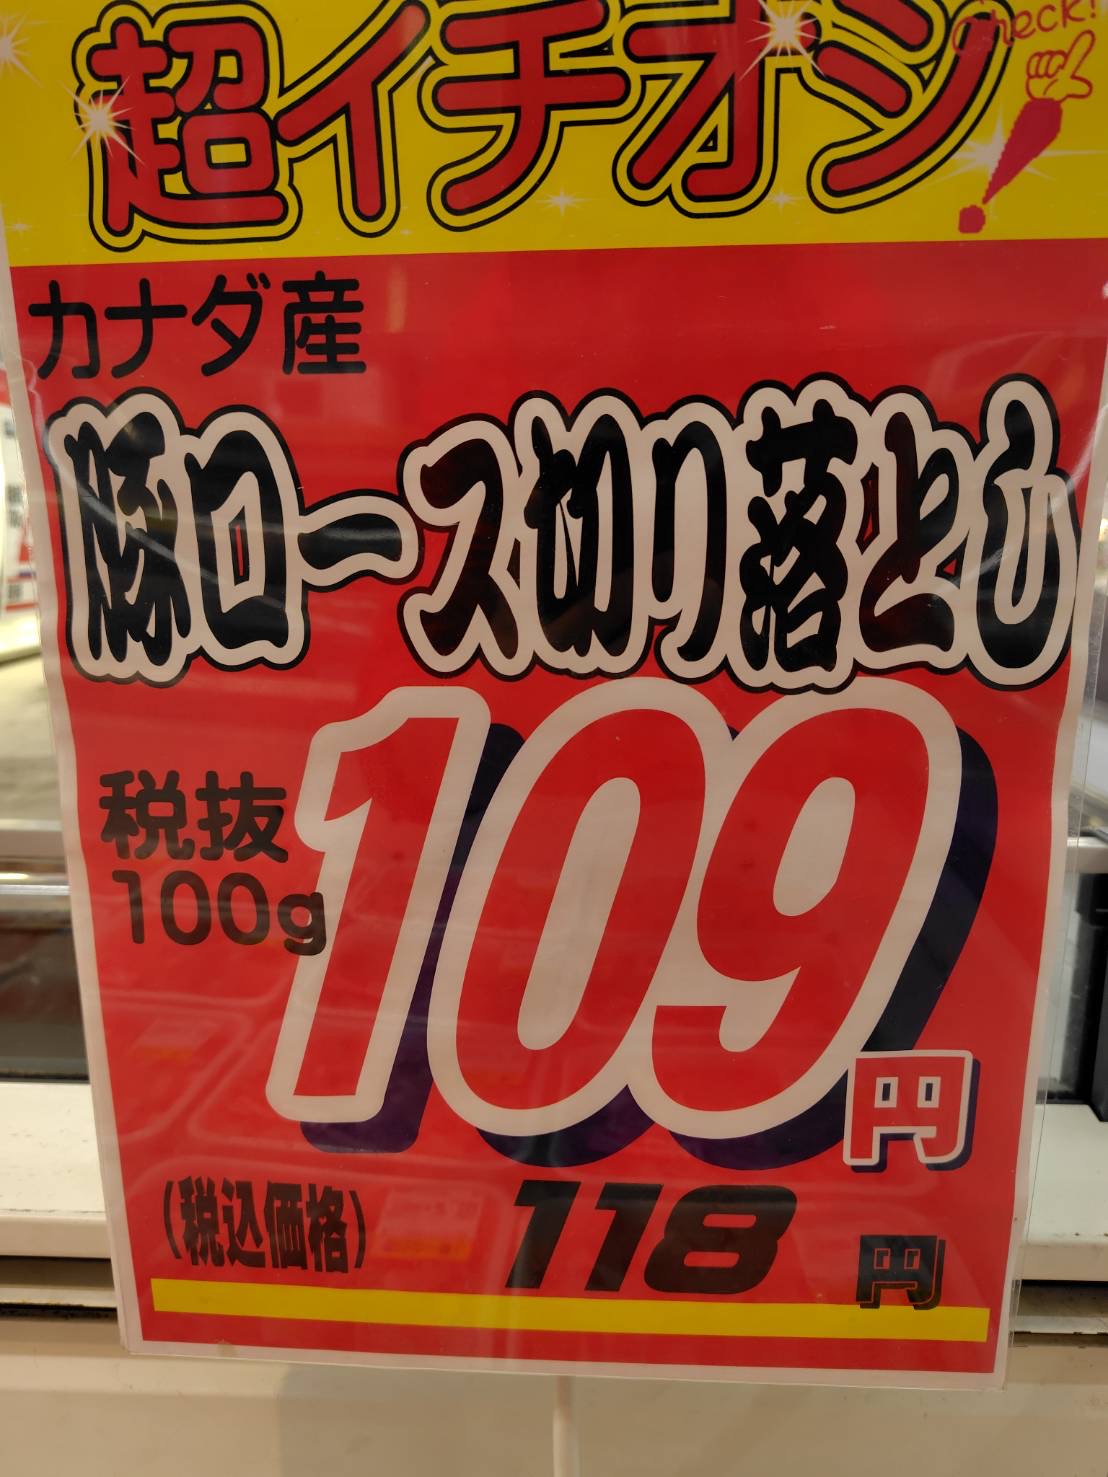 Check!
超イチオシ
カナダ産
豚ロース切り落とし
税抜
100g
109円
(税込価格) 118円